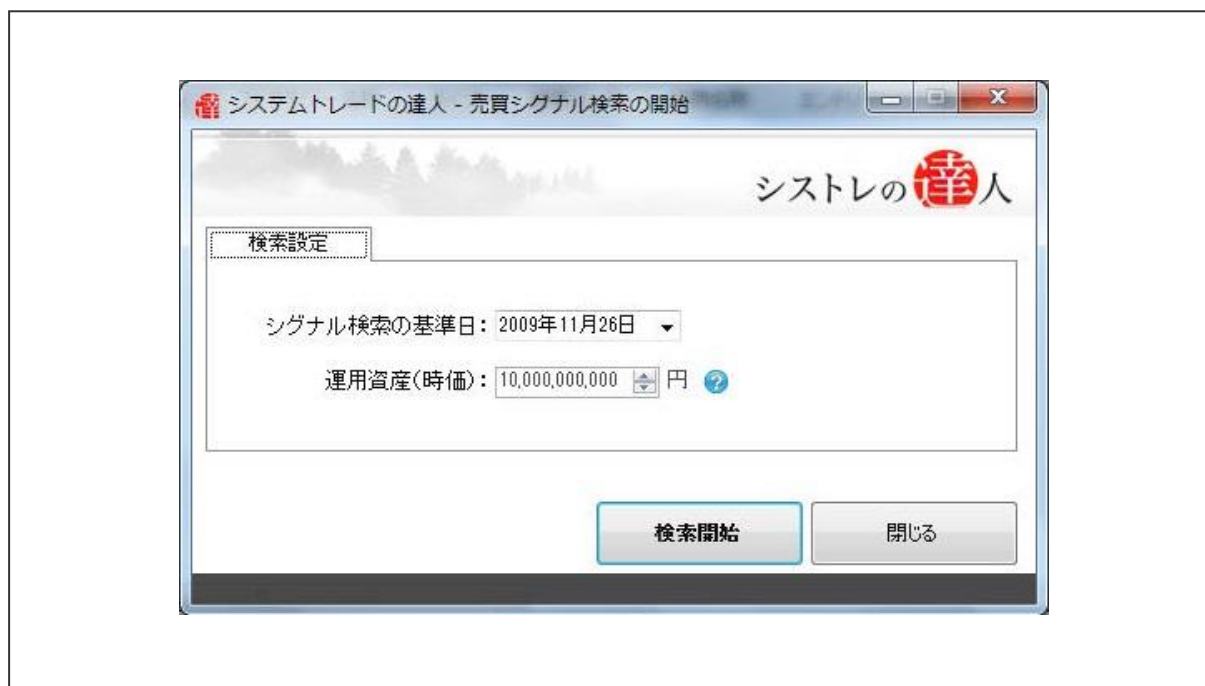 システムトレードの達人 - 売買シグナル検索の開始
シストレの達人
検索設定
シグナル検索の基準日: 2009年11月26日
運用資産(時価): 10,000,000,000 円
検索開始 閉じる